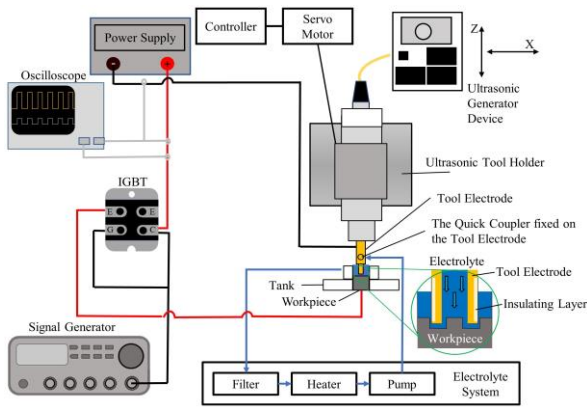 Controller
Servo
Motor
Power Supply
Z
X
Oscilloscope
Ultrasonic
Generator
Device
Ultrasonic Tool Holder
IGBT
E
E
G
C
Tool Electrode
The Quick Coupler fixed on
the Tool Electrode
Electrolyte
Tool Electrode
Tank
Workpiece
Insulating Layer
Workpiece
Signal Generator
Filter
Heater
Pump
Electrolyte
System